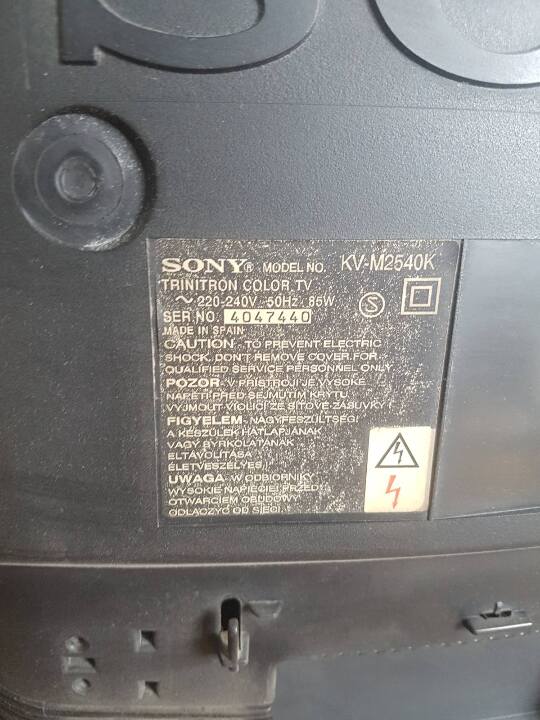 SONY® MODEL NO. KV-M2540K
TRINITRON COLOR TV
~ 220-240V 50Hz 85W
SER NO. 4047440
MADE IN SPAIN
CAUTION - TO PREVENT ELECTRIC
SHOCK, DON'T REMOVE COVER. FOR
QUALIFIED SERVICE PERSONNEL ONLY
POZOR - V PŘÍSTROJI JE VYSOKÉ
NAPĚTÍ PŘED SEJMUTÍM KRYTU
VYJMOUT VIDLICI ZE SÍŤOVÉ ZÁSUVKY!
FIGYELEM - NAGYFESZÜLTSÉG!
A KÉSZÜLÉK HÁTLAPJÁNAK
VAGY BURKOLATÁNAK
ELTÁVOLÍTÁSA
ÉLETVESZÉLYES!
UWAGA - W ODBIORNIKU
WYSOKIE NAPIĘCIE! PRZED
OTWARCIEM OBUDOWY
ODŁĄCZYĆ OD SIECI.